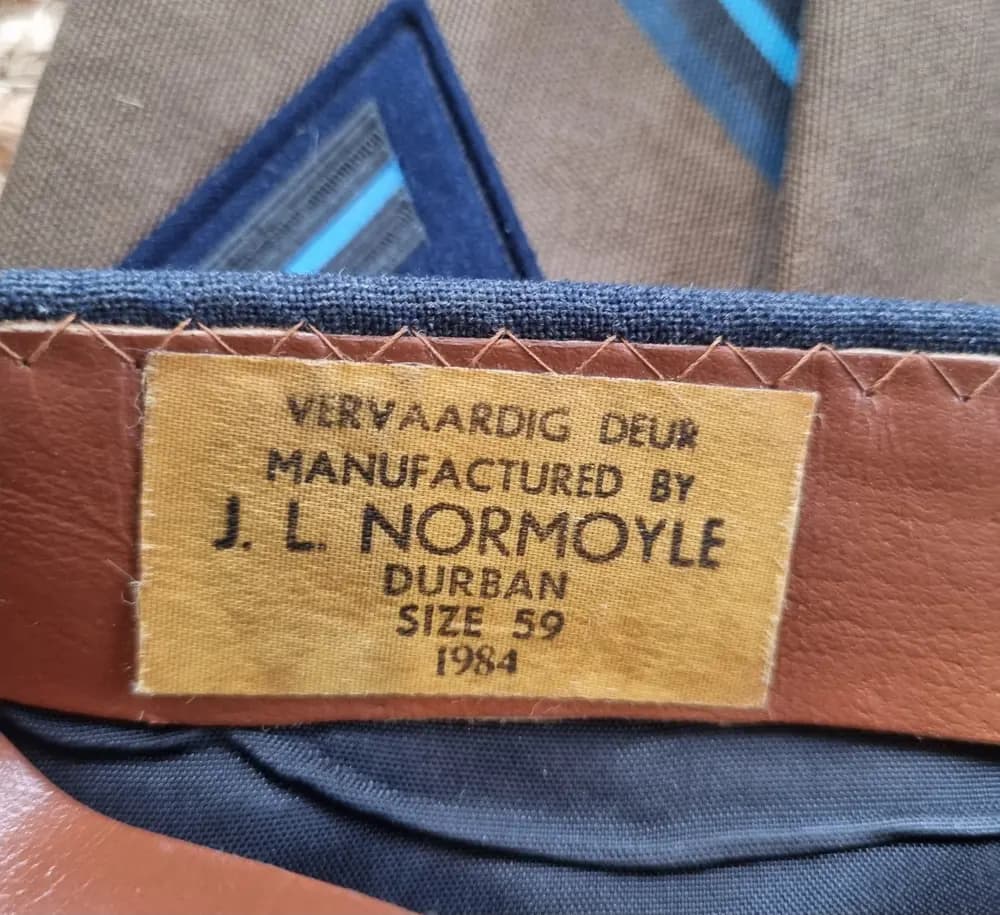 VERVAARDIG DEUR
MANUFACTURED BY
J. L. NORMOYLE
DURBAN
SIZE 59
1984